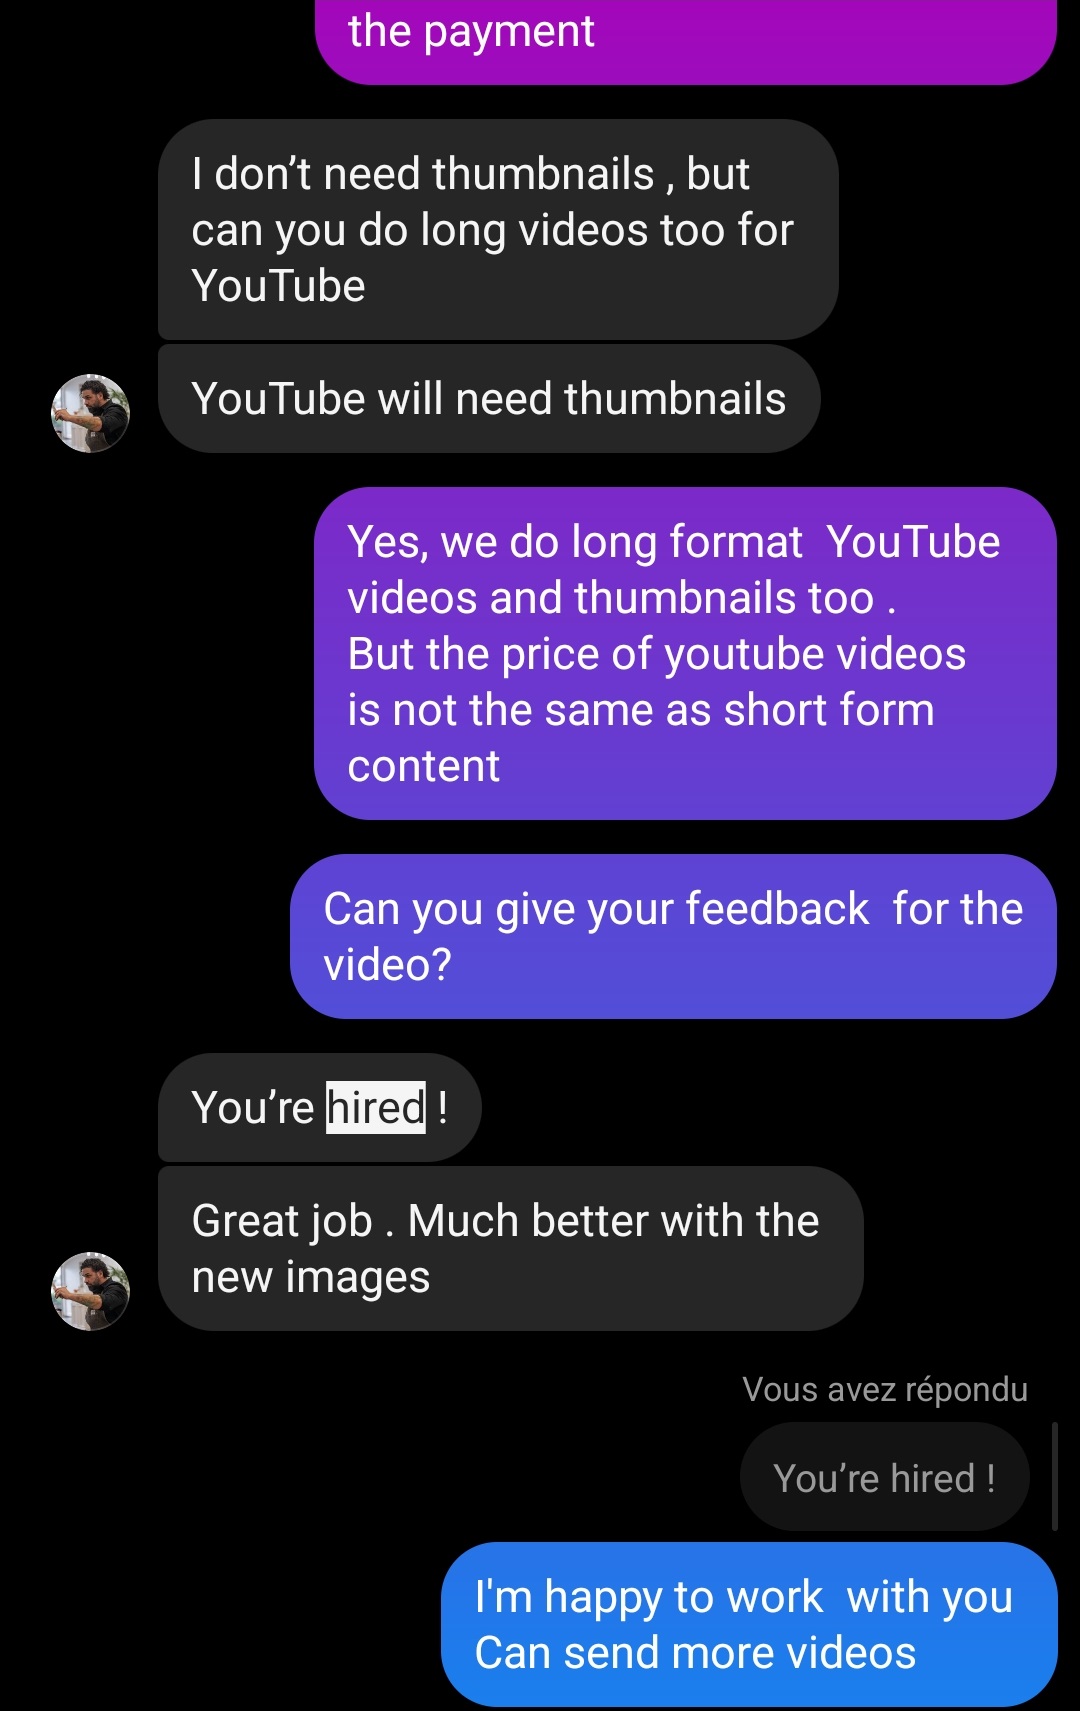 the payment
I don’t need thumbnails , but
can you do long videos too for
YouTube
YouTube will need thumbnails
Yes, we do long format  YouTube
videos and thumbnails too .
But the price of youtube videos
is not the same as short form
content
Can you give your feedback  for the
video?
You’re hired !
Great job . Much better with the
new images
Vous avez répondu
You’re hired !
I'm happy to work  with you
Can send more videos